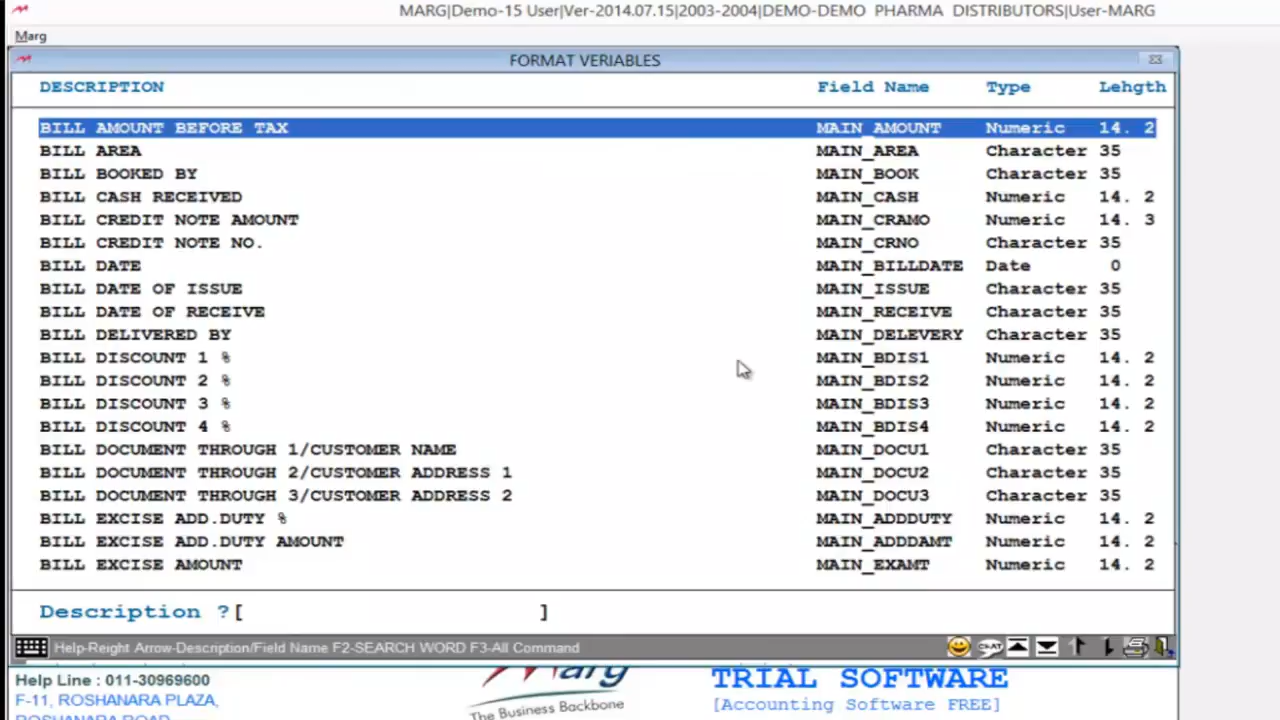 MARG|Demo-15 User|Ver-2014.07.15|2003-2004|DEMO-DEMO PHARMA DISTRIBUTORS|User-MARG
Marg
FORMAT VERIABLES
DESCRIPTION Field Name Type Lehgth
BILL AMOUNT BEFORE TAX MAIN_AMOUNT Numeric 14. 2
BILL AREA MAIN_AREA Character 35
BILL BOOKED BY MAIN_BOOK Character 35
BILL CASH RECEIVED MAIN_CASH Numeric 14. 2
BILL CREDIT NOTE AMOUNT MAIN_CRAMO Numeric 14. 3
BILL CREDIT NOTE NO. MAIN_CRNO Character 35
BILL DATE MAIN_BILLDATE Date 0
BILL DATE OF ISSUE MAIN_ISSUE Character 35
BILL DATE OF RECEIVE MAIN_RECEIVE Character 35
BILL DELIVERED BY MAIN_DELEVERY Character 35
BILL DISCOUNT 1 % MAIN_BDIS1 Numeric 14. 2
BILL DISCOUNT 2 % MAIN_BDIS2 Numeric 14. 2
BILL DISCOUNT 3 % MAIN_BDIS3 Numeric 14. 2
BILL DISCOUNT 4 % MAIN_BDIS4 Numeric 14. 2
BILL DOCUMENT THROUGH 1/CUSTOMER NAME MAIN_DOCU1 Character 35
BILL DOCUMENT THROUGH 2/CUSTOMER ADDRESS 1 MAIN_DOCU2 Character 35
BILL DOCUMENT THROUGH 3/CUSTOMER ADDRESS 2 MAIN_DOCU3 Character 35
BILL EXCISE ADD.DUTY % MAIN_ADDDUTY Numeric 14. 2
BILL EXCISE ADD.DUTY AMOUNT MAIN_ADDDAMT Numeric 14. 2
BILL EXCISE AMOUNT MAIN_EXAMT Numeric 14. 2
Description ?[ ]
Help-Reight Arrow-Description/Field Name F2-SEARCH WORD F3-All Command
CHAT
Help Line : 011-30969600
F-11, ROSHANARA PLAZA,
ROSHANARA ROAD
Marg
The Business Backbone
TRIAL SOFTWARE
[Accounting Software FREE]